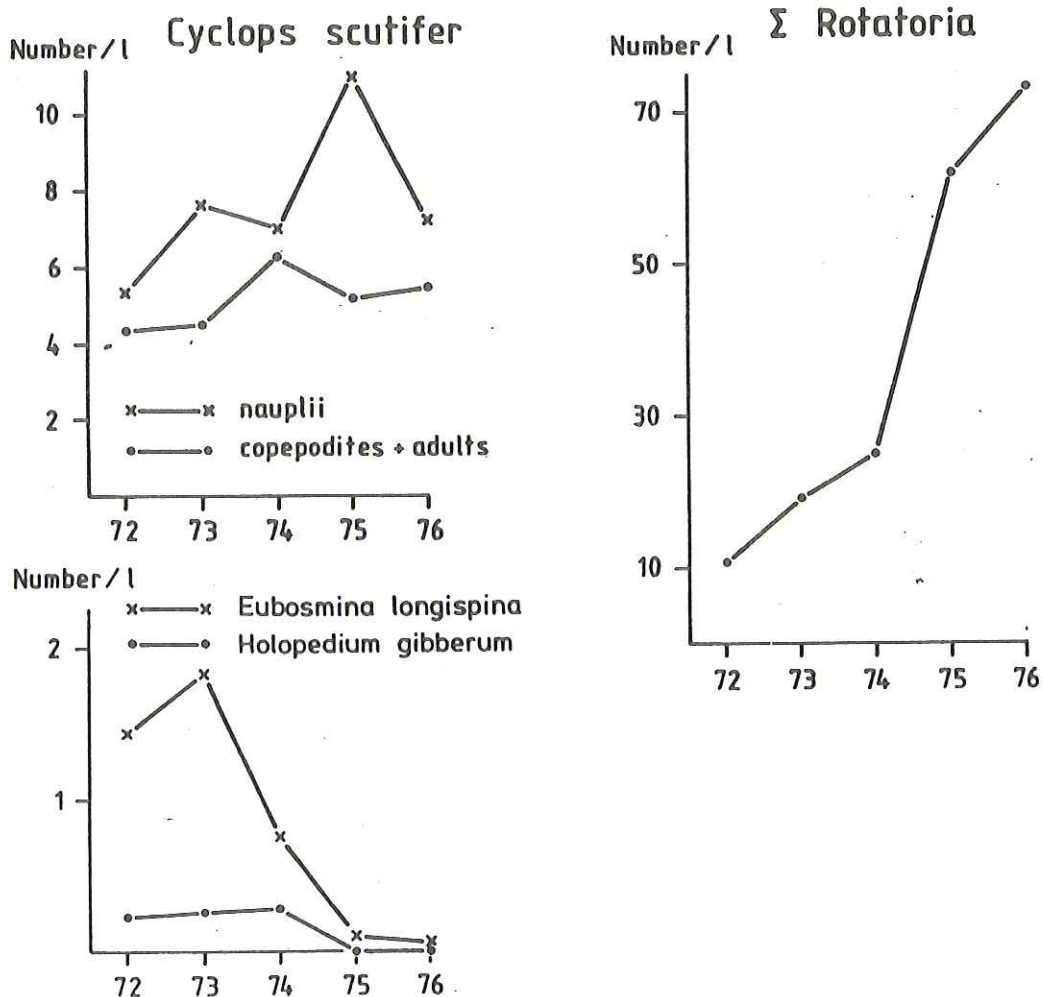 Cyclops scutifer
Number/l
10
8
6
4
2
x—x nauplii
•—• copepodites + adults
72 73 74 75 76
Σ Rotatoria
Number/l
70
50
30
10
72 73 74 75 76
Number/l
x—x Eubosmina longispina
•—• Holopedium gibberum
2
1
72 73 74 75 76